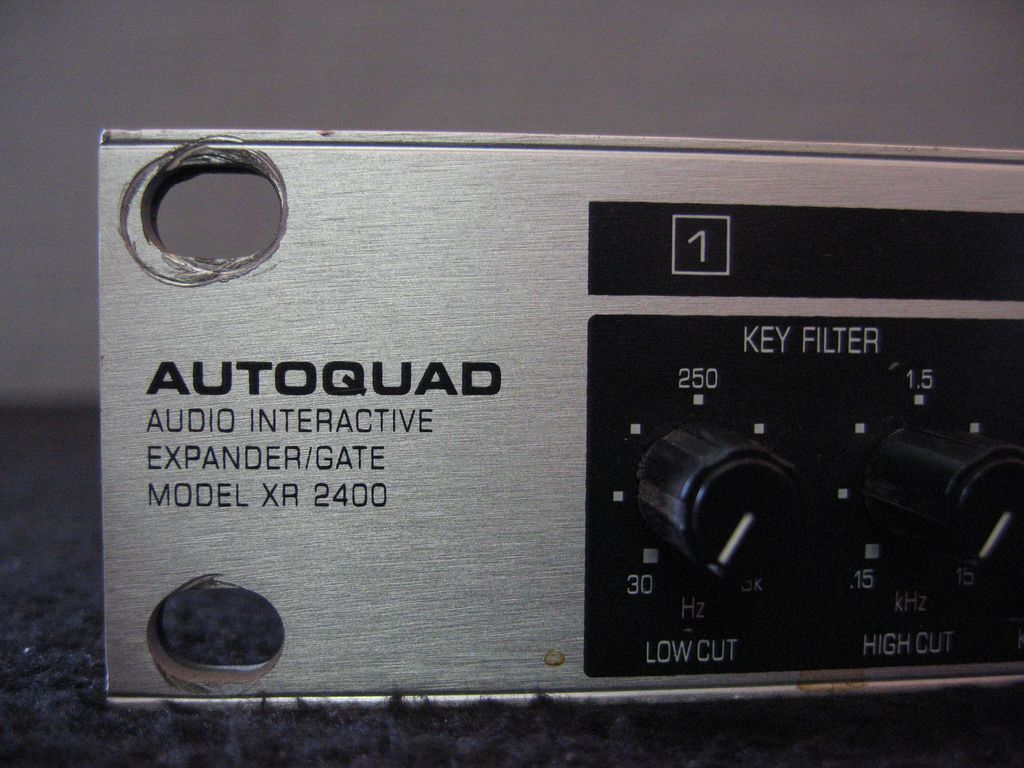 1
AUTOQUAD
AUDIO INTERACTIVE
EXPANDER/GATE
MODEL XR 2400
KEY FILTER
250
1.5
30
.15
15
Hz
kHz
LOW CUT
HIGH CUT